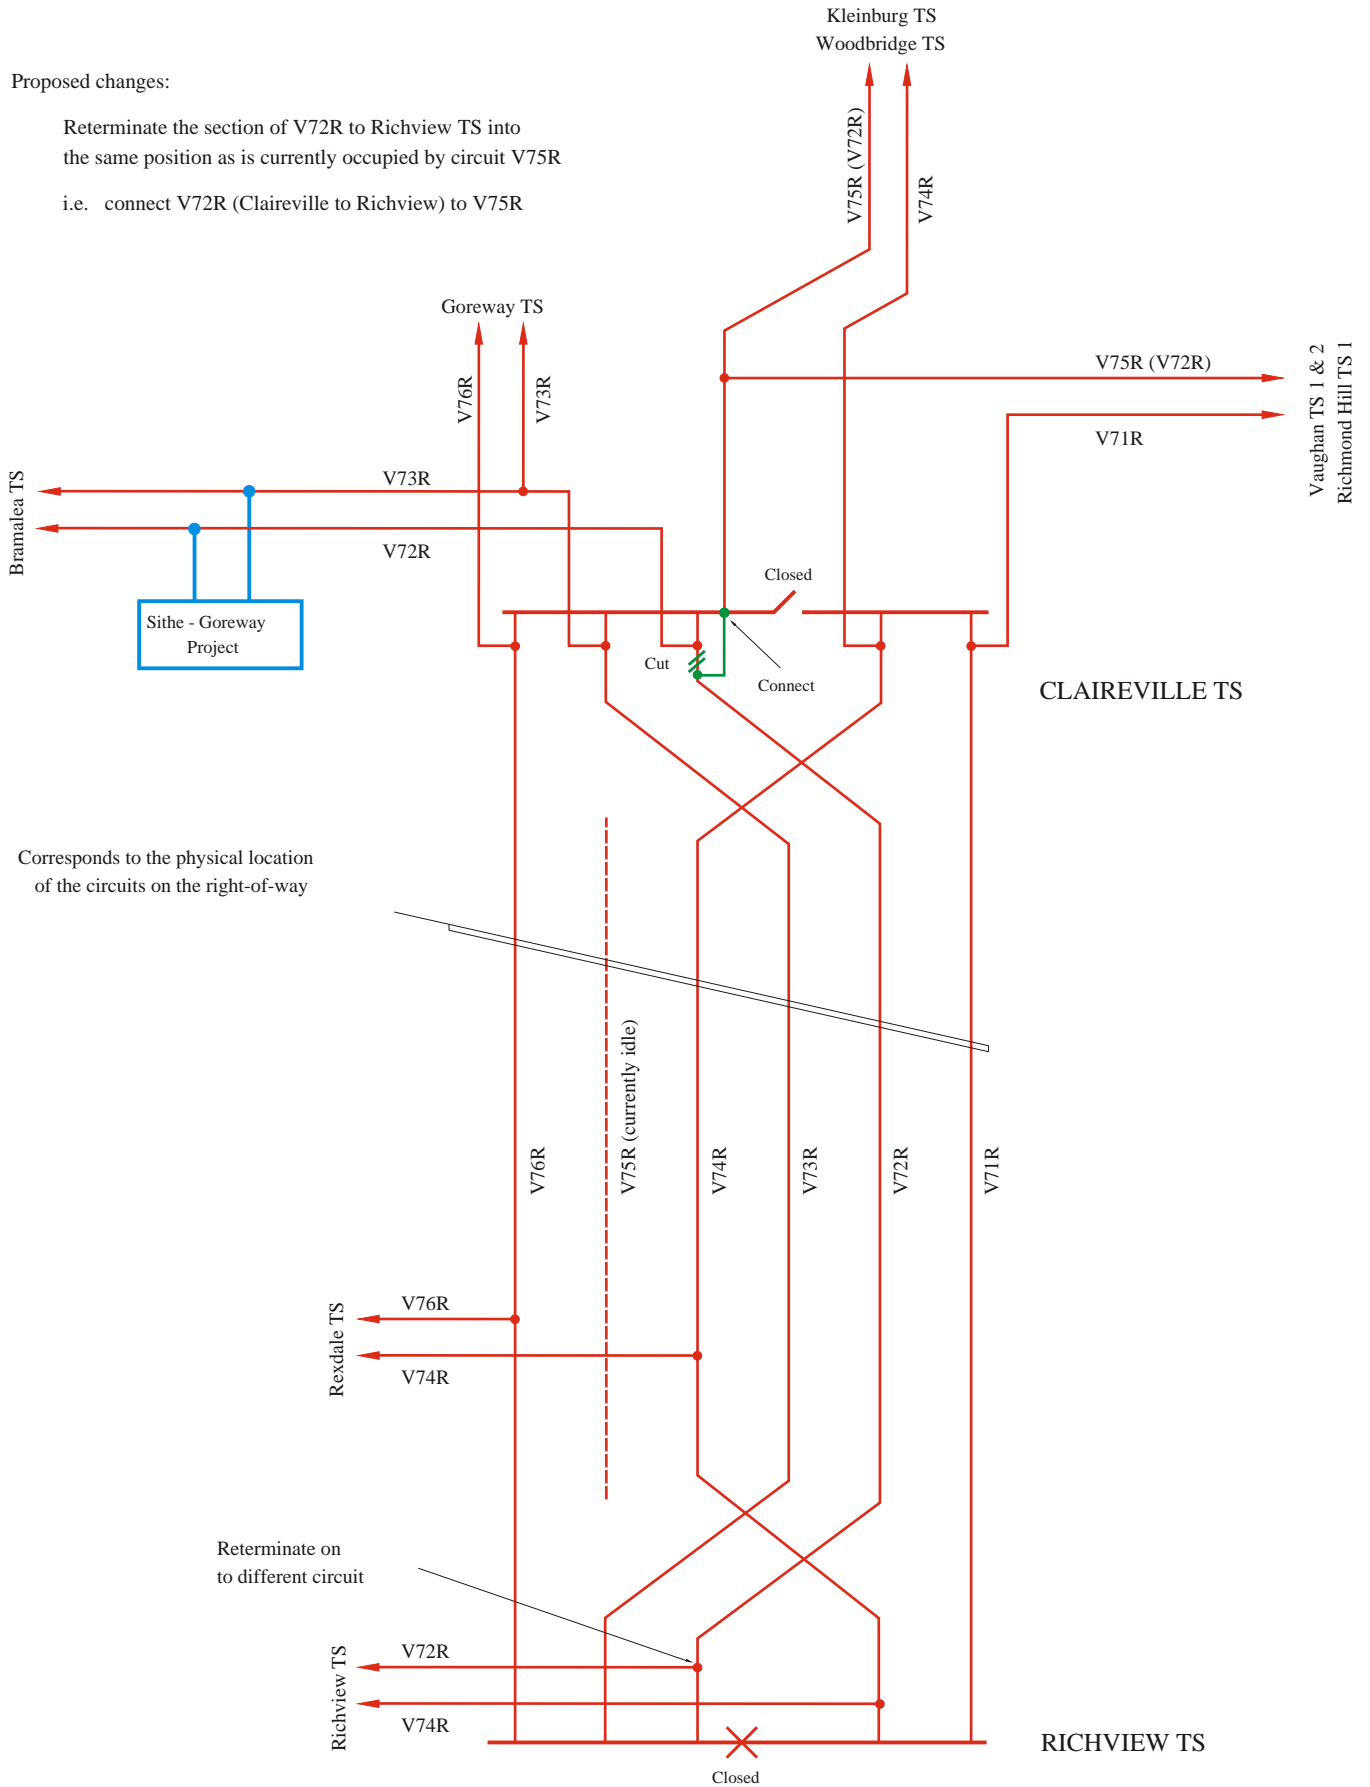 Kleinburg TS
Woodbridge TS
Proposed changes:
Reterminate the section of V72R to Richview TS into
the same position as is currently occupied by circuit V75R
i.e. connect V72R (Claireville to Richview) to V75R
V75R (V72R)
V74R
Goreway TS
V76R
V73R
V75R (V72R)
V71R
Vaughan TS 1 & 2
Richmond Hill TS 1
Bramalea TS
V73R
V72R
Closed
Sithe - Goreway
Project
Cut
Connect
CLAIREVILLE TS
Corresponds to the physical location
of the circuits on the right-of-way
V76R
V75R (currently idle)
V74R
V73R
V72R
V71R
Rexdale TS
V76R
V74R
Reterminate on
to different circuit
Richview TS
V72R
V74R
RICHVIEW TS
Closed